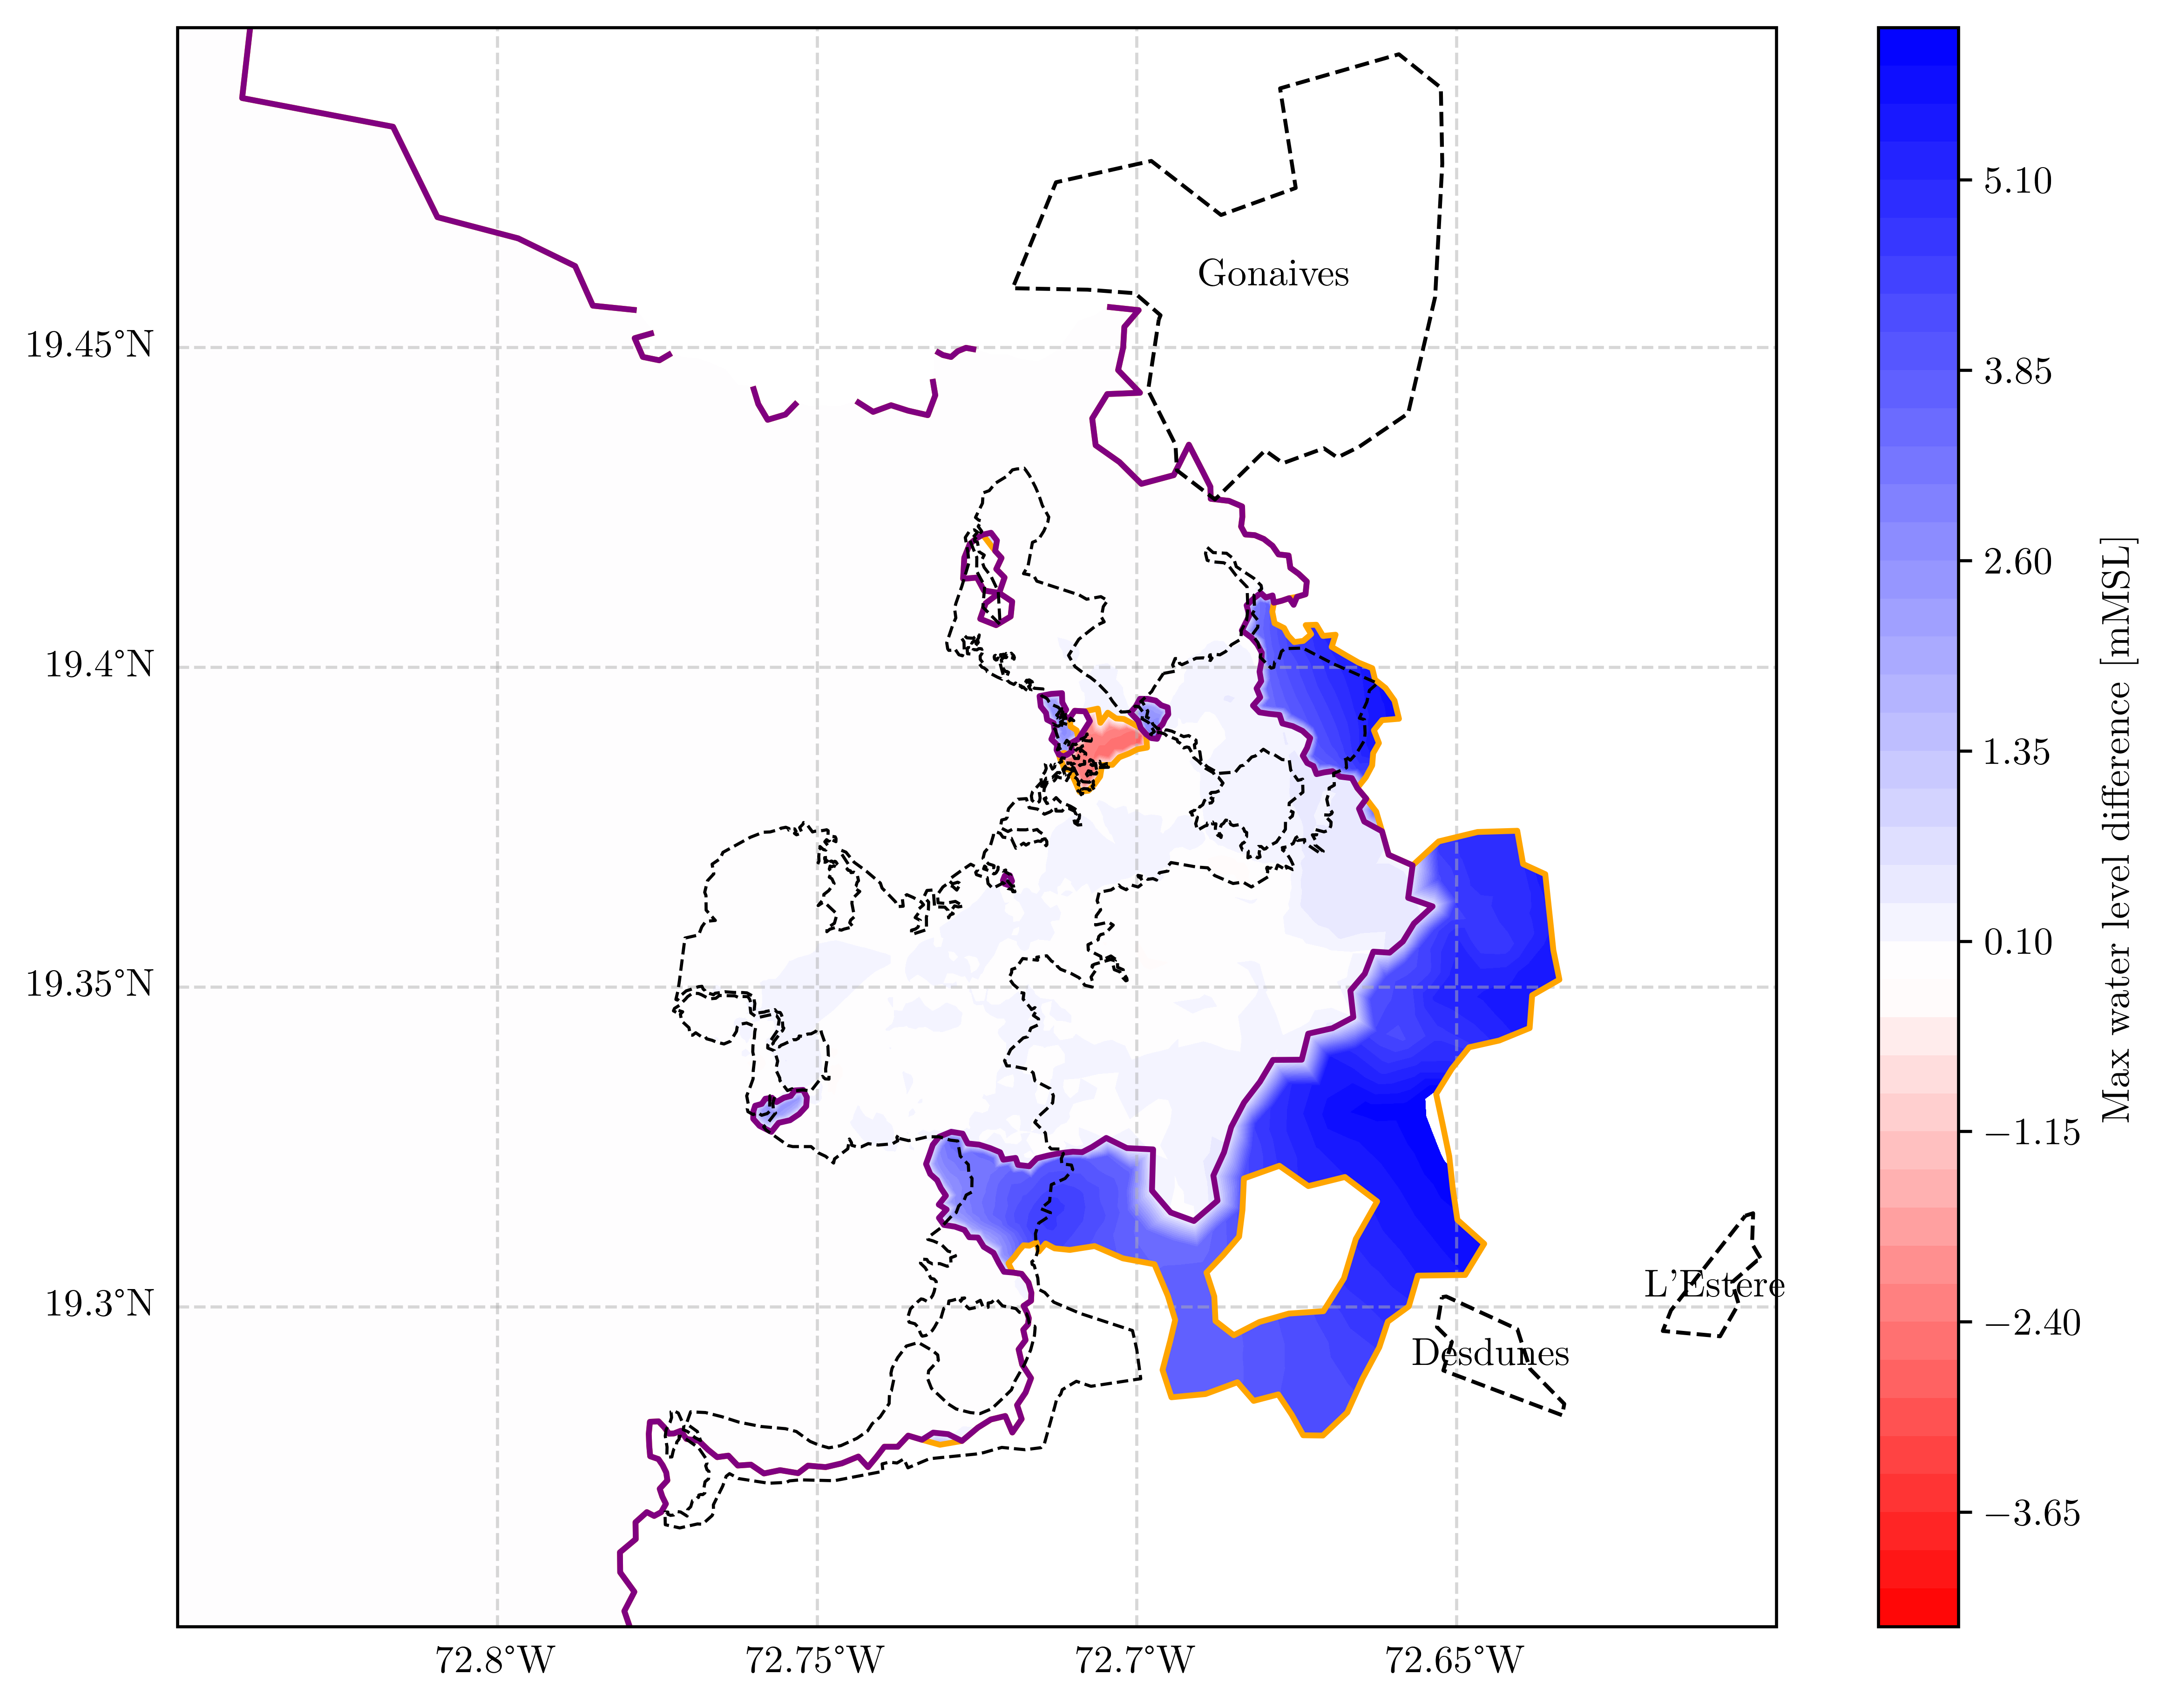 Gonaives
L'Estere
Desdunes
19.45°N
19.4°N
19.35°N
19.3°N
72.8°W
72.75°W
72.7°W
72.65°W
5.10
3.85
2.60
1.35
0.10
−1.15
−2.40
−3.65
Max water level difference [mMSL]